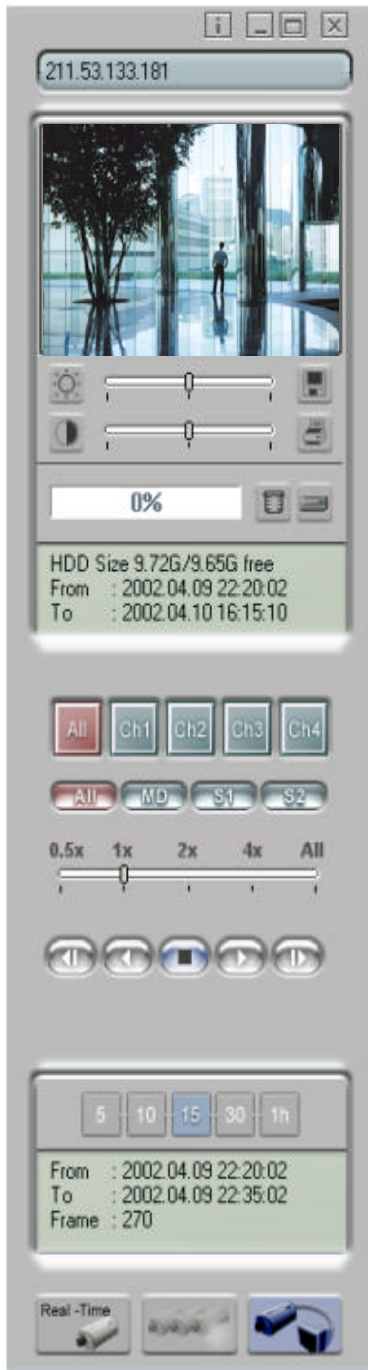 211.53.133.181
0%
HDD Size 9.72G/9.65G free
From : 2002.04.09 22:20:02
To : 2002.04.10 16:15:10
All Ch1 Ch2 Ch3 Ch4
All MD S1 S2
0.5x 1x 2x 4x All
5 10 15 30 1h
From : 2002.04.09 22:20:02
To : 2002.04.09 22:35:02
Frame : 270
Real -Time